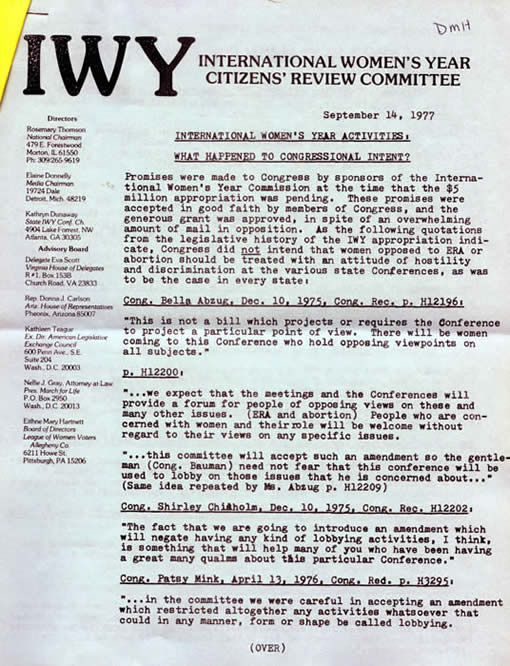 DMH
IWY INTERNATIONAL WOMEN'S YEAR
CITIZENS' REVIEW COMMITTEE
Directors
Rosemary Thomson
National Chairman
479 E. Forestwood
Morton, IL 61550
Ph: 309/265-9619
Elaine Donnelly
Media Chairman
19724 Dale
Detroit, Mich. 48219
Kathryn Dunaway
State IWY Conf. Ch.
4904 Lake Forrest, NW
Atlanta, GA 30305
Advisory Board
Delegate Eva Scott
Virginia House of Delegates
R #1, Box 153B
Church Road, VA 23833
Rep. Donna J. Carlson
Ariz. House of Representatives
Pheonix, Arizona 85007
Kathleen Teague
Ex. Dir. American Legislative
Exchange Council
600 Penn Ave., S.E.
Suite 204
Wash., D.C. 20003
Nellie J. Gray, Attorney-at-Law
Pres. March for Life
P.O. Box 2950
Wash., D.C. 20013
Eithne Mary Hartnett
Board of Directors
League of Women Voters
Allegheny Co.
6211 Howe St.
Pittsburgh, PA 15206
September 14, 1977
INTERNATIONAL WOMEN'S YEAR ACTIVITIES:
WHAT HAPPENED TO CONGRESSIONAL INTENT?
Promises were made to Congress by sponsors of the Interna-
tional Women's Year Commission at the time that the $5
million appropriation was pending. These promises were
accepted in good faith by members of Congress, and the
generous grant was approved, in spite of an overwhelming
amount of mail in opposition. As the following quotations
from the legislative history of the IWY appropriation indi-
cate, Congress did not intend that women opposed to ERA or
abortion should be treated with an attitude of hostility
and discrimination at the various state Conferences, as was
to be the case in every state:
Cong. Bella Abzug, Dec. 10, 1975, Cong. Rec. p. H12196:
"This is not a bill which projects or requires the Conference
to project a particular point of view. There will be women
coming to this Conference who hold opposing viewpoints on
all subjects."
p. H12200:
"...we expect that the meetings and the Conferences will
provide a forum for people of opposing views on these and
many other issues. (ERA and abortion) People who are con-
cerned with women and their role will be welcome without
regard to their views on any specific issues.
"...this committee will accept such an amendment so the gentle-
man (Cong. Bauman) need not fear that this conference will be
used to lobby on those issues that he is concerned about..."
(Same idea repeated by Ms. Abzug p. H12209)
Cong. Shirley Chisholm, Dec. 10, 1975, Cong. Rec. H12202:
"The fact that we are going to introduce an amendment which
will negate having any kind of lobbying activities, I think,
is something that will help many of you who have been having
a great many qualms about this particular Conference."
Cong. Patsy Mink, April 13, 1976, Cong. Red. p. H3295:
"...in the committee we were careful in accepting an amendment
which restricted altogether any activities whatsoever that
could in any manner, form or shape be called lobbying.
(OVER)